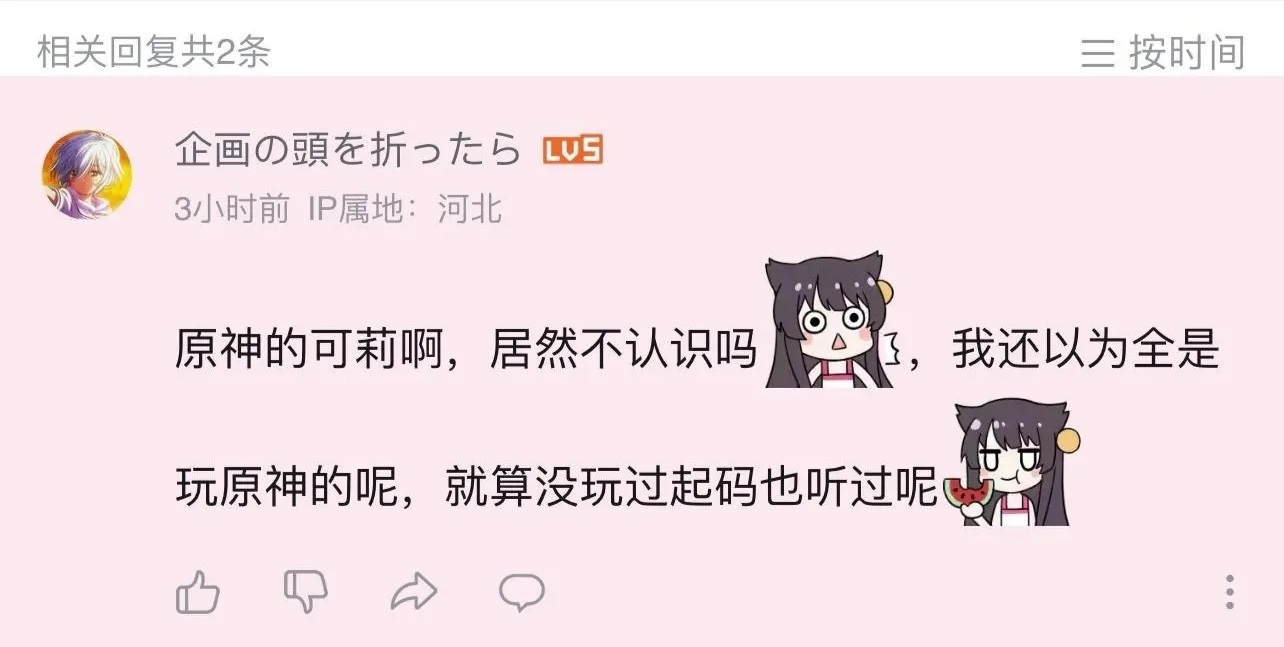 相关回复共2条
按时间
企画の頭を折ったら LV5
3小时前 IP属地：河北
原神的可莉啊，居然不认识吗，我还以为全是
玩原神的呢，就算没玩过起码也听过呢